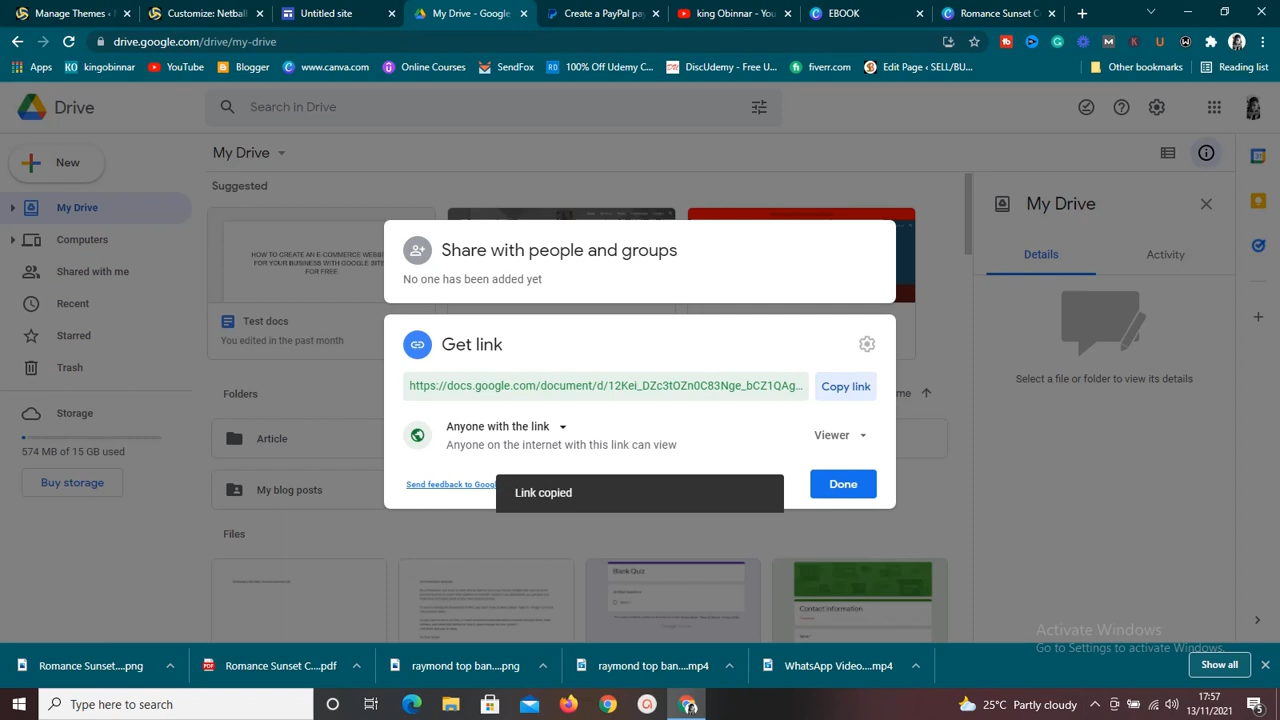 Manage Themes ‹
Customize: Netball
Untitled site
My Drive - Google
Create a PayPal pay
king Obinnar - You
EBOOK
Romance Sunset C
drive.google.com/drive/my-drive
Apps
kingobinnar
YouTube
Blogger
www.canva.com
Online Courses
SendFox
100% Off Udemy C...
DiscUdemy - Free U...
fiverr.com
Edit Page ‹ SELL/BU...
Other bookmarks
Reading list
Drive
Search in Drive
New
My Drive
Computers
Shared with me
Recent
Starred
Trash
Storage
574 MB of 15 GB used
Buy storage
My Drive
Suggested
HOW TO CREATE AN E-COMMERCE WEBSI
FOR YOUR BUSINESS WITH GOOGLE SITE
FOR FREE
Test docs
You edited in the past month
Folders
me
Article
My blog posts
Files
Blank Quiz
Contact Information
Share with people and groups
No one has been added yet
Get link
https://docs.google.com/document/d/12Kei_DZc3tOZn0C83Nge_bCZ1QAg...
Copy link
Anyone with the link
Anyone on the internet with this link can view
Viewer
Send feedback to Goog
Link copied
Done
My Drive
Details
Activity
Select a file or folder to view its details
Activate Windows
Go to Settings to activate Windows.
Romance Sunset....png
Romance Sunset C....pdf
raymond top ban....png
raymond top ban....mp4
WhatsApp Video....mp4
Show all
Type here to search
25°C Partly cloudy
17:57
13/11/2021
5